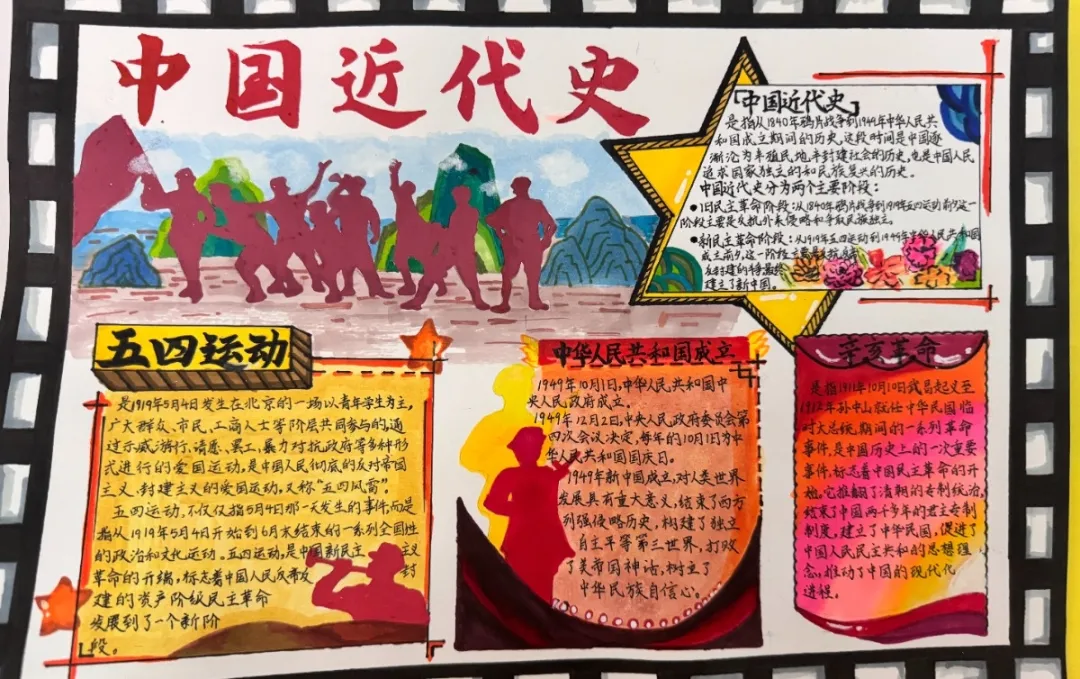 中国近代史
「中国近代史」
是指从1840年鸦片战争到1949年中华人民共
和国成立期间的历史,这段时间是中国逐
渐沦为半殖民地半封建社会的历史,也是中国人民
追求国家独立的和民族复兴的历史。
中国近代史分为两个主要阶段:
●旧民主革命阶段:从1840年鸦片战争到1919年五四运动前夕,这一
阶段主要是反抗外来侵略和争取民族独立。
●新民主革命阶段:从1919年五四运动到1949年中华人民共和国
成立前夕,这一阶段主要是反抗
反封建的 最终
建立了新中国。
五四运动
是1919年5月4日发生在北京的一场以青年学生为主,
广大群众、市民、工商人士等阶层共同参与的,通
过示威游行、请愿、罢工、暴力对抗政府等多种形
式进行的爱国运动,是中国人民彻底的反对帝国
主义、封建主义的爱国运动,又称“五四风雷”。
五四运动,不仅仅指5月4日那一天发生的事件,而是
指从1919年5月4日开始到6月末结束的一系列全国性
的政治和文化运动。五四运动,是中国新民主 主义
革命的开端,标志着中国人民反帝反 封
建的资产阶级民主革命
发展到了一个新阶
段。
中华人民共和国成立
1949年10月1日,中华人民共和国中
央人民政府成立。
1949年12月2日,中央人民政府委员会第
四次会议决定,每年的10月1日为中
华人民共和国国庆日。
1949年新中国成立,对人类世界
发展具有重大意义,结束了西方
列强侵略历史,构建了独立
自主平等第三世界,打败
了美帝国神话,树立了
中华民族自信心。
辛亥革命
是指1911年10月10日武昌起义至
1912年孙中山就任中华民国临
时大总统期间的一系列革命
事件,是中国历史上的一次重要
事件,标志着中国民主革命的开
始,它推翻了清朝的专制统治,
结束了中国两千多年的君主专制
制度,建立了中华民国,促进了
中国人民民主共和的思想理
念,推动了中国的现代化
进程。